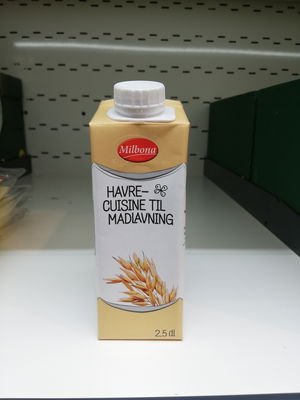 Milbona
HAVRE-
CUISINE TIL
MADLAVNING
2.5 dl